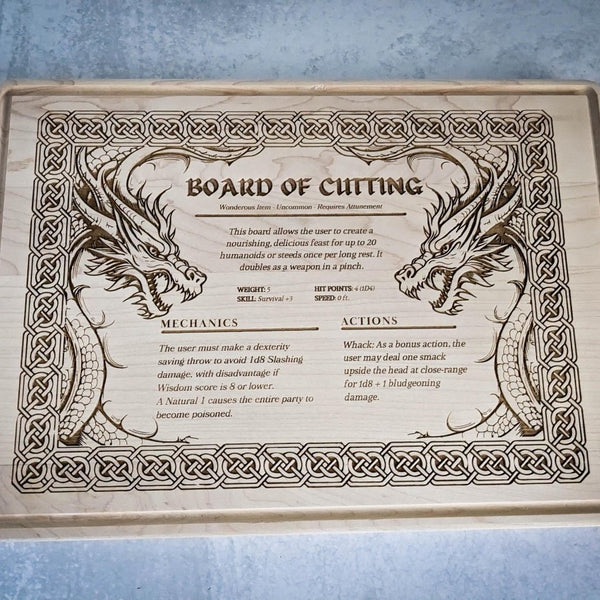 BOARD OF CUTTING
Wonderous Item · Uncommon · Requires Attunement
This board allows the user to create a
nourishing, delicious feast for up to 20
humanoids or steeds once per long rest. It
doubles as a weapon in a pinch.
WEIGHT: 5
SKILL: Survival +3
HIT POINTS: 4 (1D4)
SPEED: 0 ft.
MECHANICS
The user must make a dexterity
saving throw to avoid 1d8 Slashing
damage, with disadvantage if
Wisdom score is 8 or lower.
A Natural 1 causes the entire party to
become poisoned.
ACTIONS
Whack: As a bonus action, the
user may deal one smack
upside the head at close-range
for 1d8 + 1 bludgeoning
damage.